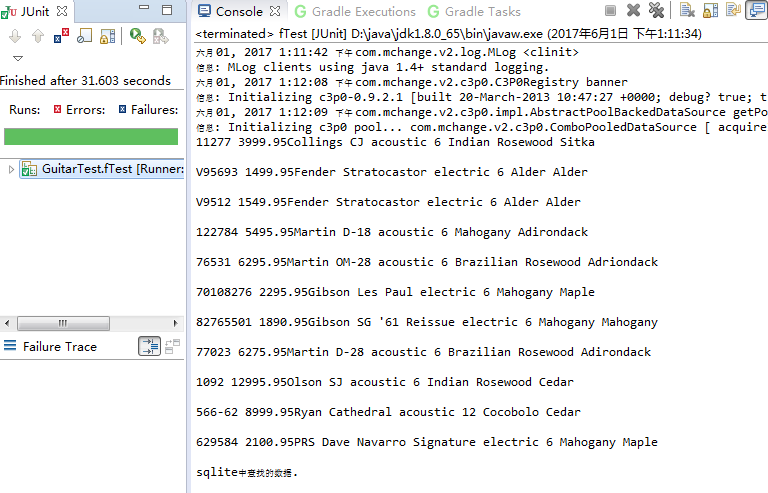 JUnit
Finished after 31.603 seconds
Runs: Errors: Failures:
GuitarTest.fTest [Runner:
Failure Trace
Console Gradle Executions Gradle Tasks
<terminated> fTest [JUnit] D:\java\jdk1.8.0_65\bin\javaw.exe (2017年6月1日 下午1:11:34)
六月 01, 2017 1:11:42 下午 com.mchange.v2.log.MLog <clinit>
信息: MLog clients using java 1.4+ standard logging.
六月 01, 2017 1:12:08 下午 com.mchange.v2.c3p0.C3P0Registry banner
信息: Initializing c3p0-0.9.2.1 [built 20-March-2013 10:47:27 +0000; debug? true; t
六月 01, 2017 1:12:09 下午 com.mchange.v2.c3p0.impl.AbstractPoolBackedDataSource getPo
信息: Initializing c3p0 pool... com.mchange.v2.c3p0.ComboPooledDataSource [ acquire
11277 3999.95Collings CJ acoustic 6 Indian Rosewood Sitka
V95693 1499.95Fender Stratocastor electric 6 Alder Alder
V9512 1549.95Fender Stratocastor electric 6 Alder Alder
122784 5495.95Martin D-18 acoustic 6 Mahogany Adirondack
76531 6295.95Martin OM-28 acoustic 6 Brazilian Rosewood Adriondack
70108276 2295.95Gibson Les Paul electric 6 Mahogany Maple
82765501 1890.95Gibson SG '61 Reissue electric 6 Mahogany Mahogany
77023 6275.95Martin D-28 acoustic 6 Brazilian Rosewood Adirondack
1092 12995.95Olson SJ acoustic 6 Indian Rosewood Cedar
566-62 8999.95Ryan Cathedral acoustic 12 Cocobolo Cedar
629584 2100.95PRS Dave Navarro Signature electric 6 Mahogany Maple
sqlite中查找的数据.